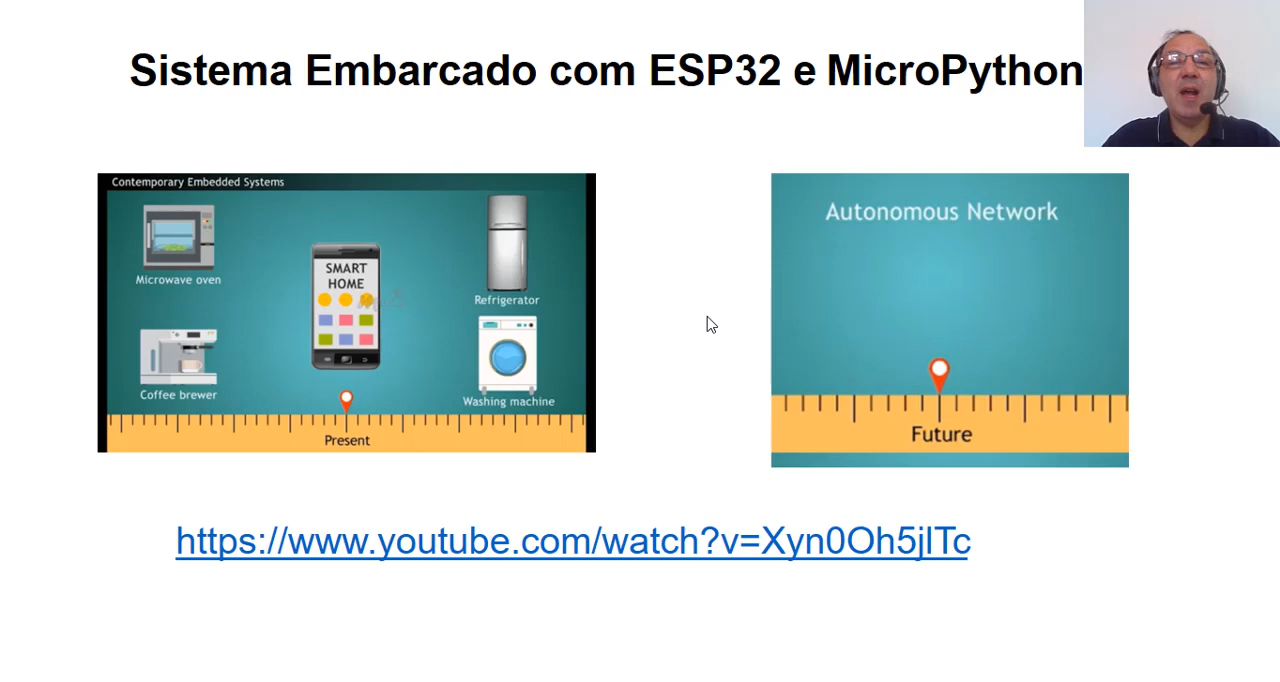 Sistema Embarcado com ESP32 e MicroPython
Contemporary Embedded Systems
Microwave oven
SMART
HOME
Refrigerator
Coffee brewer
Washing machine
Present
Autonomous Network
Future
https://www.youtube.com/watch?v=Xyn0Oh5jlTc